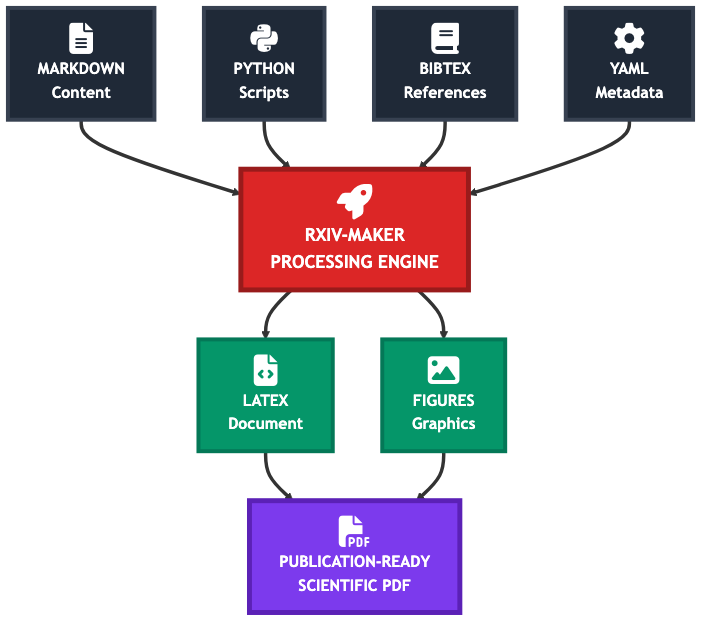 MARKDOWN
Content
PYTHON
Scripts
BIBTEX
References
YAML
Metadata
RXIV-MAKER
PROCESSING ENGINE
LATEX
Document
FIGURES
Graphics
PDF
PUBLICATION-READY
SCIENTIFIC PDF